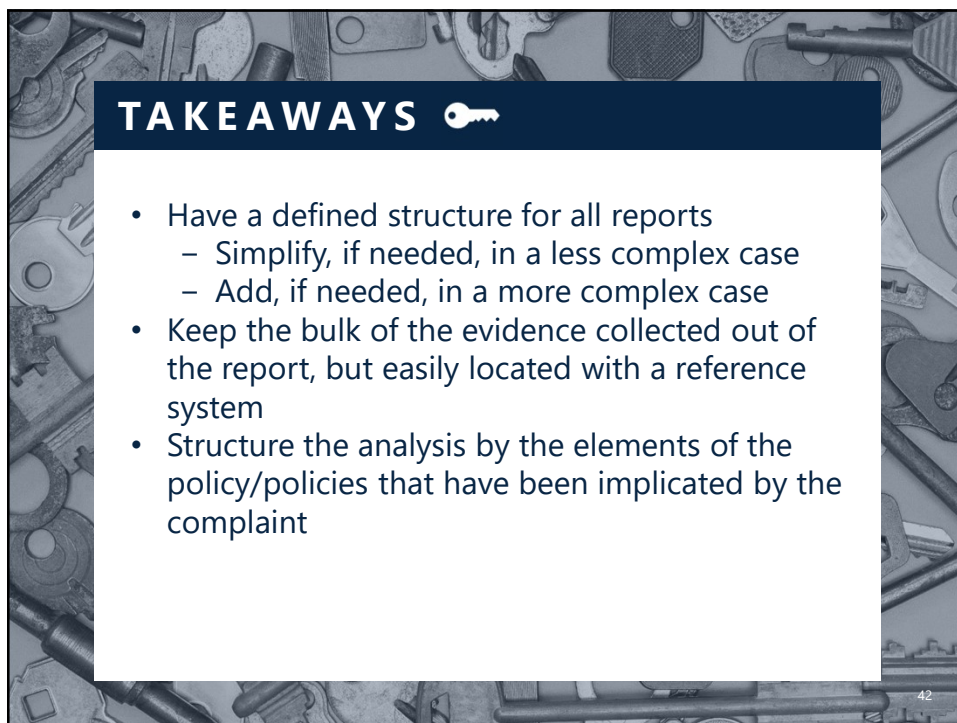 TAKEAWAYS
• Have a defined structure for all reports
– Simplify, if needed, in a less complex case
– Add, if needed, in a more complex case
• Keep the bulk of the evidence collected out of
the report, but easily located with a reference
system
• Structure the analysis by the elements of the
policy/policies that have been implicated by the
complaint
42